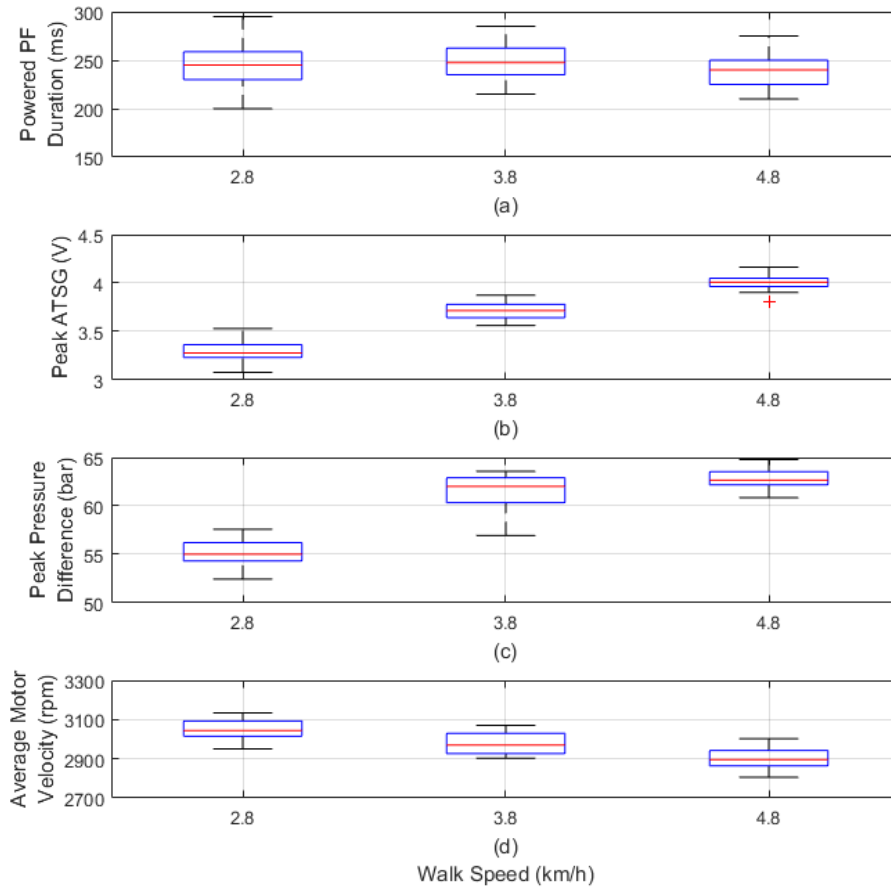 300
250
200
150
Powered PF
Duration (ms)
2.8 3.8 4.8
(a)
4.5
4
3.5
3
Peak ATSG (V)
2.8 3.8 4.8
(b)
65
60
55
50
Peak Pressure
Difference (bar)
2.8 3.8 4.8
(c)
3300
3100
2900
2700
Average Motor
Velocity (rpm)
2.8 3.8 4.8
(d)
Walk Speed (km/h)